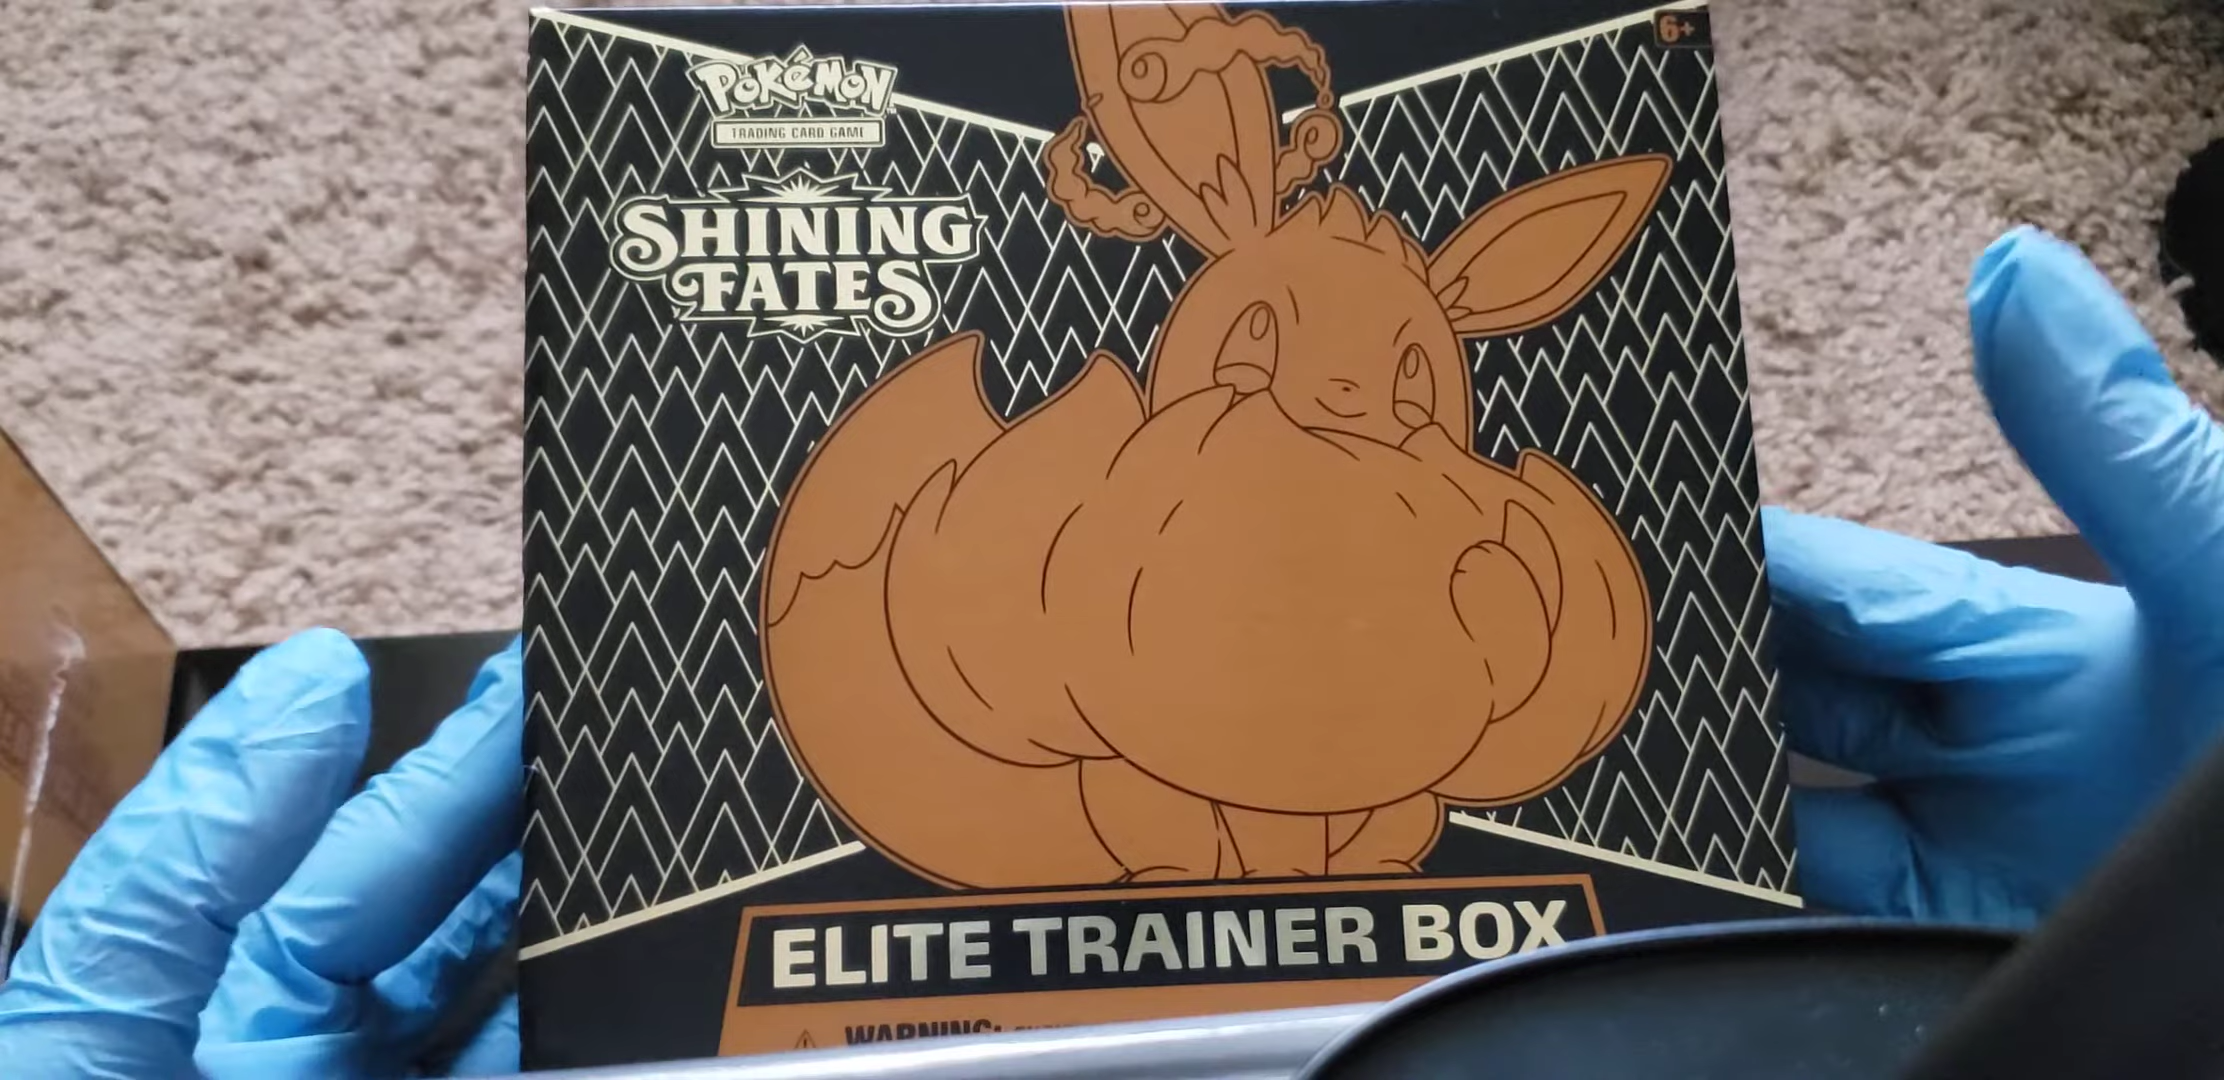 6+
POKéMON
TRADING CARD GAME
SHINING
FATES
ELITE TRAINER BOX
WARNING: